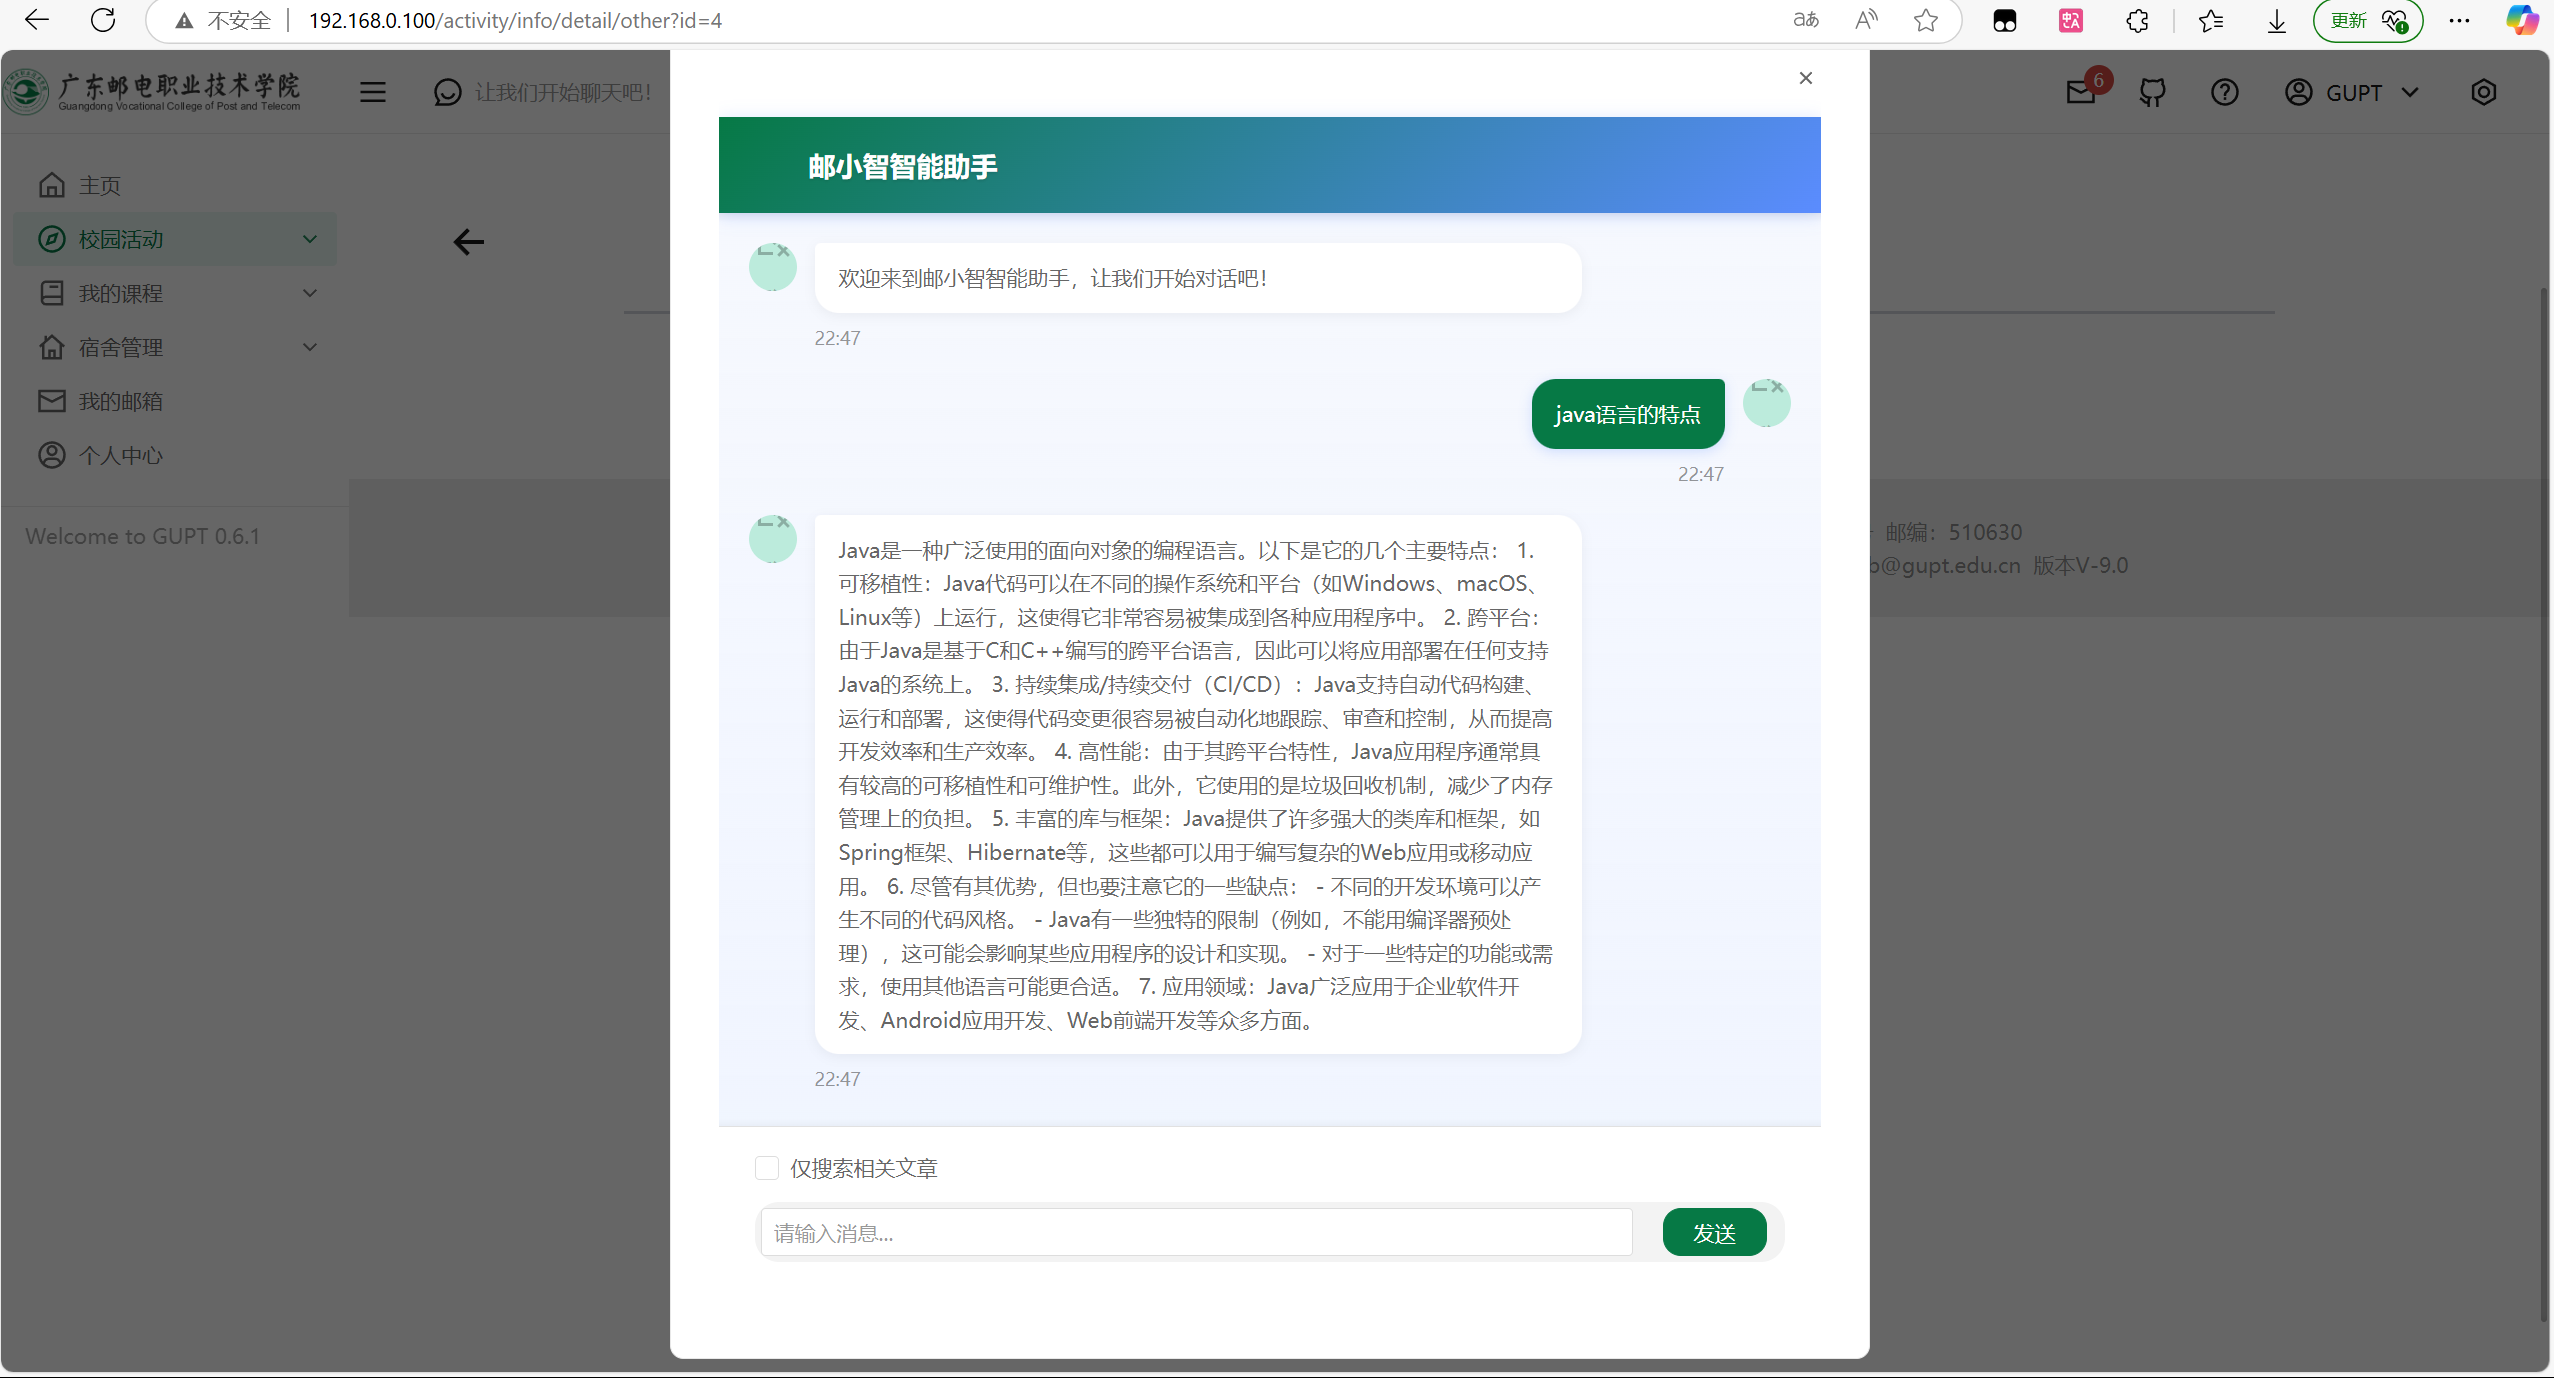 不安全
192.168.0.100/activity/info/detail/other?id=4
更新
广东邮电职业技术学院
Guangdong Vocational College of Post and Telecom
让我们开始聊天吧！
6
GUPT
主页
校园活动
我的课程
宿舍管理
我的邮箱
个人中心
Welcome to GUPT 0.6.1
邮编：510630
b@gupt.edu.cn 版本V-9.0
邮小智智能助手
欢迎来到邮小智智能助手，让我们开始对话吧！
22:47
java语言的特点
22:47
Java是一种广泛使用的面向对象的编程语言。以下是它的几个主要特点： 1.
可移植性：Java代码可以在不同的操作系统和平台（如Windows、macOS、
Linux等）上运行，这使得它非常容易被集成到各种应用程序中。 2. 跨平台：
由于Java是基于C和C++编写的跨平台语言，因此可以将应用部署在任何支持
Java的系统上。 3. 持续集成/持续交付（CI/CD）：Java支持自动代码构建、
运行和部署，这使得代码变更很容易被自动化地跟踪、审查和控制，从而提高
开发效率和生产效率。 4. 高性能：由于其跨平台特性，Java应用程序通常具
有较高的可移植性和可维护性。此外，它使用的是垃圾回收机制，减少了内存
管理上的负担。 5. 丰富的库与框架：Java提供了许多强大的类库和框架，如
Spring框架、Hibernate等，这些都可以用于编写复杂的Web应用或移动应
用。 6. 尽管有其优势，但也要注意它的一些缺点： - 不同的开发环境可以产
生不同的代码风格。 - Java有一些独特的限制（例如，不能用编译器预处
理），这可能会影响某些应用程序的设计和实现。 - 对于一些特定的功能或需
求，使用其他语言可能更合适。 7. 应用领域：Java广泛应用于企业软件开
发、Android应用开发、Web前端开发等众多方面。
22:47
仅搜索相关文章
请输入消息...
发送